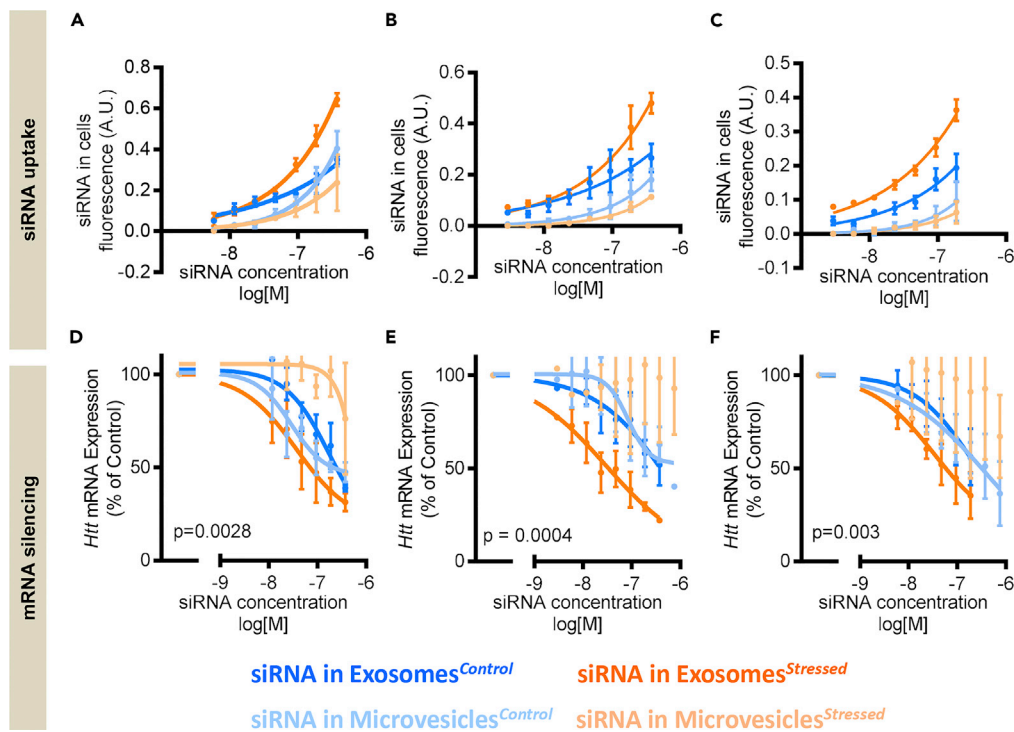 siRNA uptake
A
siRNA in cells
fluorescence (A.U.)
0.8
0.6
0.4
0.2
0.0
-0.2
-8
-7
-6
siRNA concentration
log[M]
B
siRNA in cells
fluorescence (A.U.)
0.6
0.4
0.2
0.0
-0.2
-8
-7
-6
siRNA concentration
log[M]
C
siRNA in cells
fluorescence (A.U.)
0.5
0.4
0.3
0.2
0.1
0.0
-0.1
-8
-7
-6
siRNA concentration
log[M]
mRNA silencing
D
Htt mRNA Expression
(% of Control)
100
50
0
p=0.0028
-9
-8
-7
-6
siRNA concentration
log[M]
E
Htt mRNA Expression
(% of Control)
100
50
0
p = 0.0004
-9
-8
-7
-6
siRNA concentration
log[M]
F
Htt mRNA Expression
(% of Control)
100
50
0
p=0.003
-9
-8
-7
-6
siRNA concentration
log[M]
siRNA in Exosomes Control
siRNA in Exosomes Stressed
siRNA in Microvesicles Control
siRNA in Microvesicles Stressed